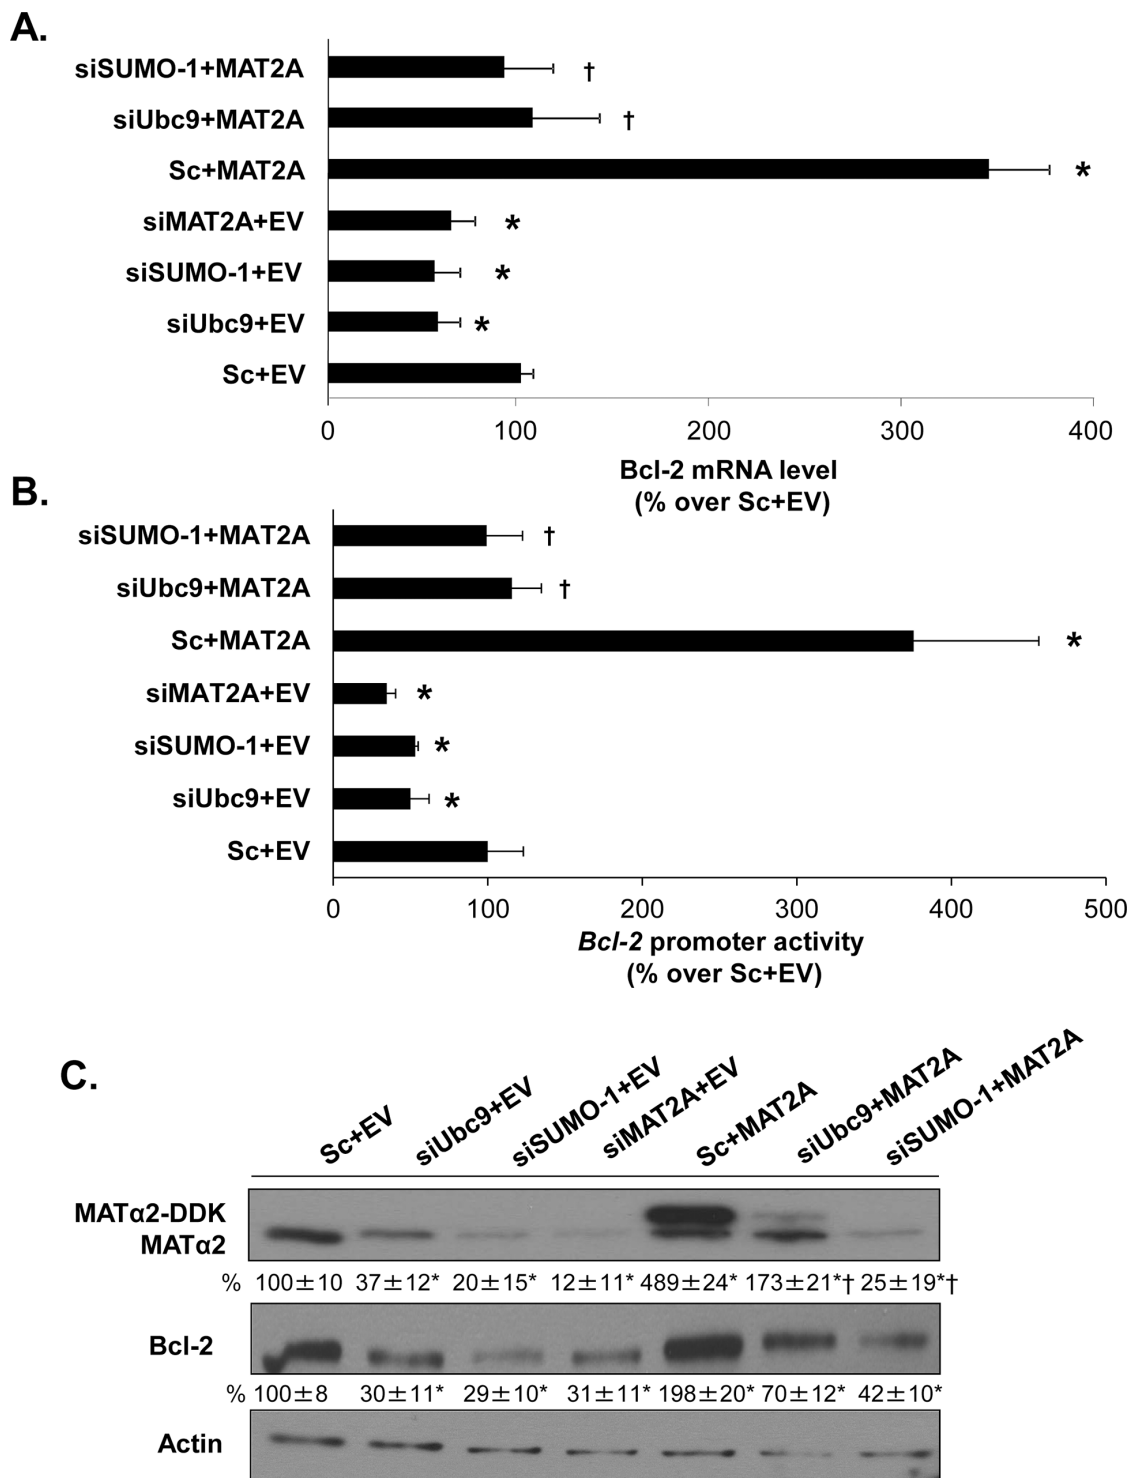 A.
siSUMO-1+MAT2A †
siUbc9+MAT2A †
Sc+MAT2A *
siMAT2A+EV *
siSUMO-1+EV *
siUbc9+EV *
Sc+EV
0 100 200 300 400
Bcl-2 mRNA level
(% over Sc+EV)
B.
siSUMO-1+MAT2A †
siUbc9+MAT2A †
Sc+MAT2A *
siMAT2A+EV *
siSUMO-1+EV *
siUbc9+EV *
Sc+EV
0 100 200 300 400 500
Bcl-2 promoter activity
(% over Sc+EV)
C.
Sc+EV siUbc9+EV siSUMO-1+EV siMAT2A+EV Sc+MAT2A siUbc9+MAT2A siSUMO-1+MAT2A
MATα2-DDK
MATα2
% 100±10 37±12* 20±15* 12±11* 489±24* 173±21*† 25±19*†
Bcl-2
% 100±8 30±11* 29±10* 31±11* 198±20* 70±12* 42±10*
Actin